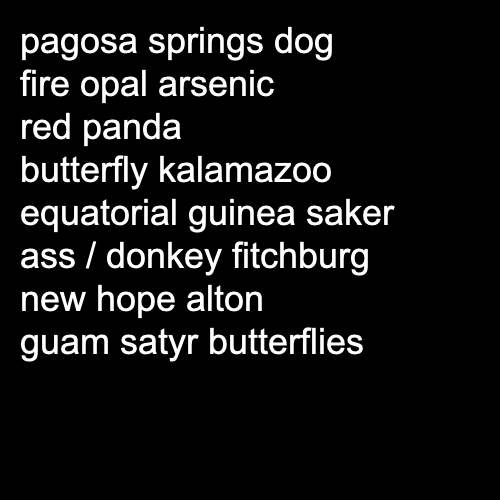 pagosa springs dog
fire opal arsenic
red panda
butterfly kalamazoo
equatorial guinea saker
ass / donkey fitchburg
new hope alton
guam satyr butterflies